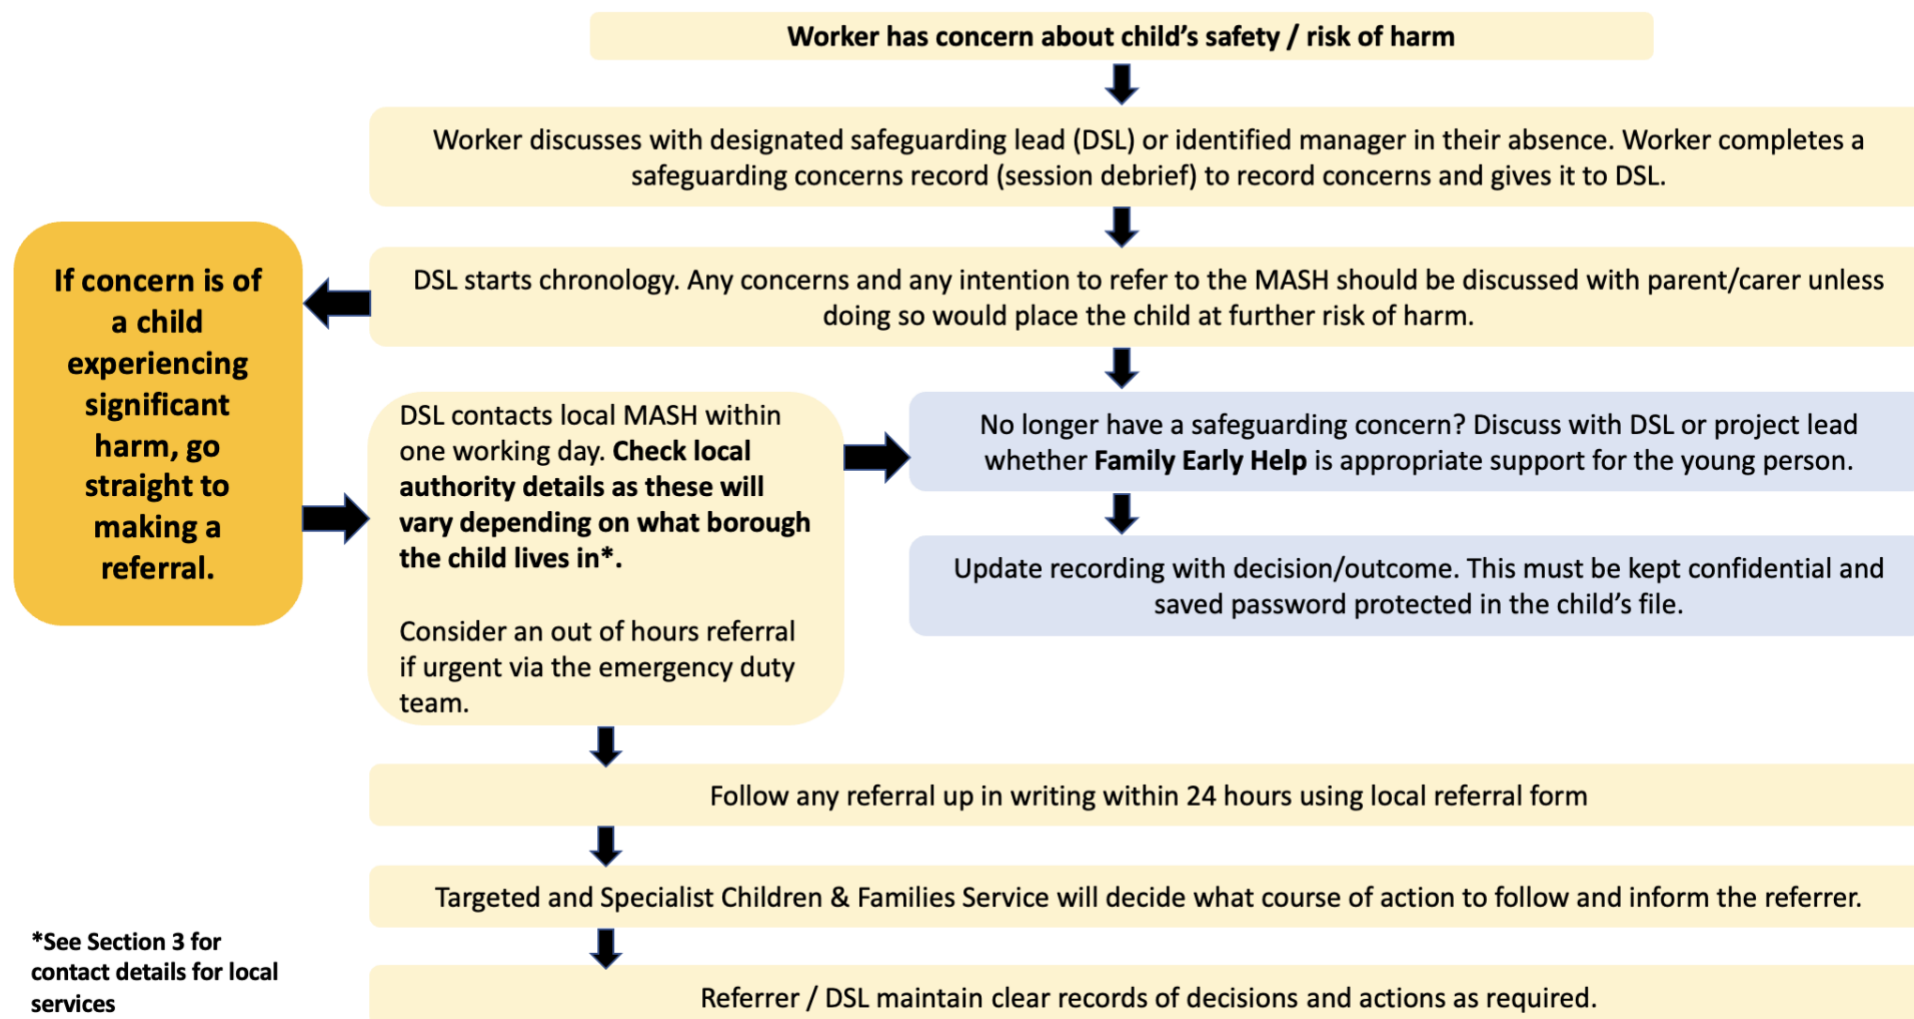 Worker has concern about child's safety / risk of harm
Worker discusses with designated safeguarding lead (DSL) or identified manager in their absence. Worker completes a
safeguarding concerns record (session debrief) to record concerns and gives it to DSL.
DSL starts chronology. Any concerns and any intention to refer to the MASH should be discussed with parent/carer unless
doing so would place the child at further risk of harm.
If concern is of
a child
experiencing
significant
harm, go
straight to
making a
referral.
DSL contacts local MASH within
one working day. Check local
authority details as these will
vary depending on what borough
the child lives in*.
Consider an out of hours referral
if urgent via the emergency duty
team.
No longer have a safeguarding concern? Discuss with DSL or project lead
whether Family Early Help is appropriate support for the young person.
Update recording with decision/outcome. This must be kept confidential and
saved password protected in the child's file.
Follow any referral up in writing within 24 hours using local referral form
Targeted and Specialist Children & Families Service will decide what course of action to follow and inform the referrer.
Referrer / DSL maintain clear records of decisions and actions as required.
*See Section 3 for
contact details for local
services